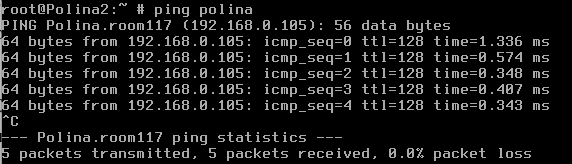 root@Polina2:~ # ping polina
PING Polina.room117 (192.168.0.105): 56 data bytes
64 bytes from 192.168.0.105: icmp_seq=0 ttl=128 time=1.336 ms
64 bytes from 192.168.0.105: icmp_seq=1 ttl=128 time=0.574 ms
64 bytes from 192.168.0.105: icmp_seq=2 ttl=128 time=0.348 ms
64 bytes from 192.168.0.105: icmp_seq=3 ttl=128 time=0.407 ms
64 bytes from 192.168.0.105: icmp_seq=4 ttl=128 time=0.343 ms
^C
--- Polina.room117 ping statistics ---
5 packets transmitted, 5 packets received, 0.0% packet loss